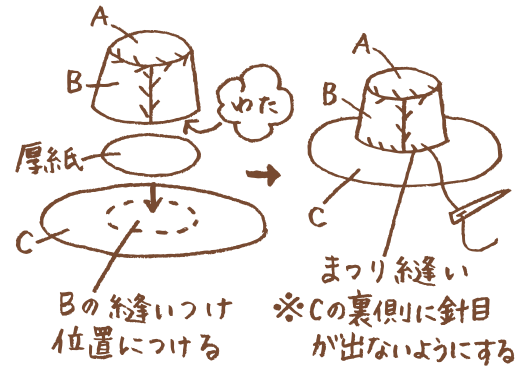 A
B
わた
厚紙
C
Bの縫いつけ
位置につける
A
B
C
まつり縫い
※Cの裏側に針目
が出ないようにする